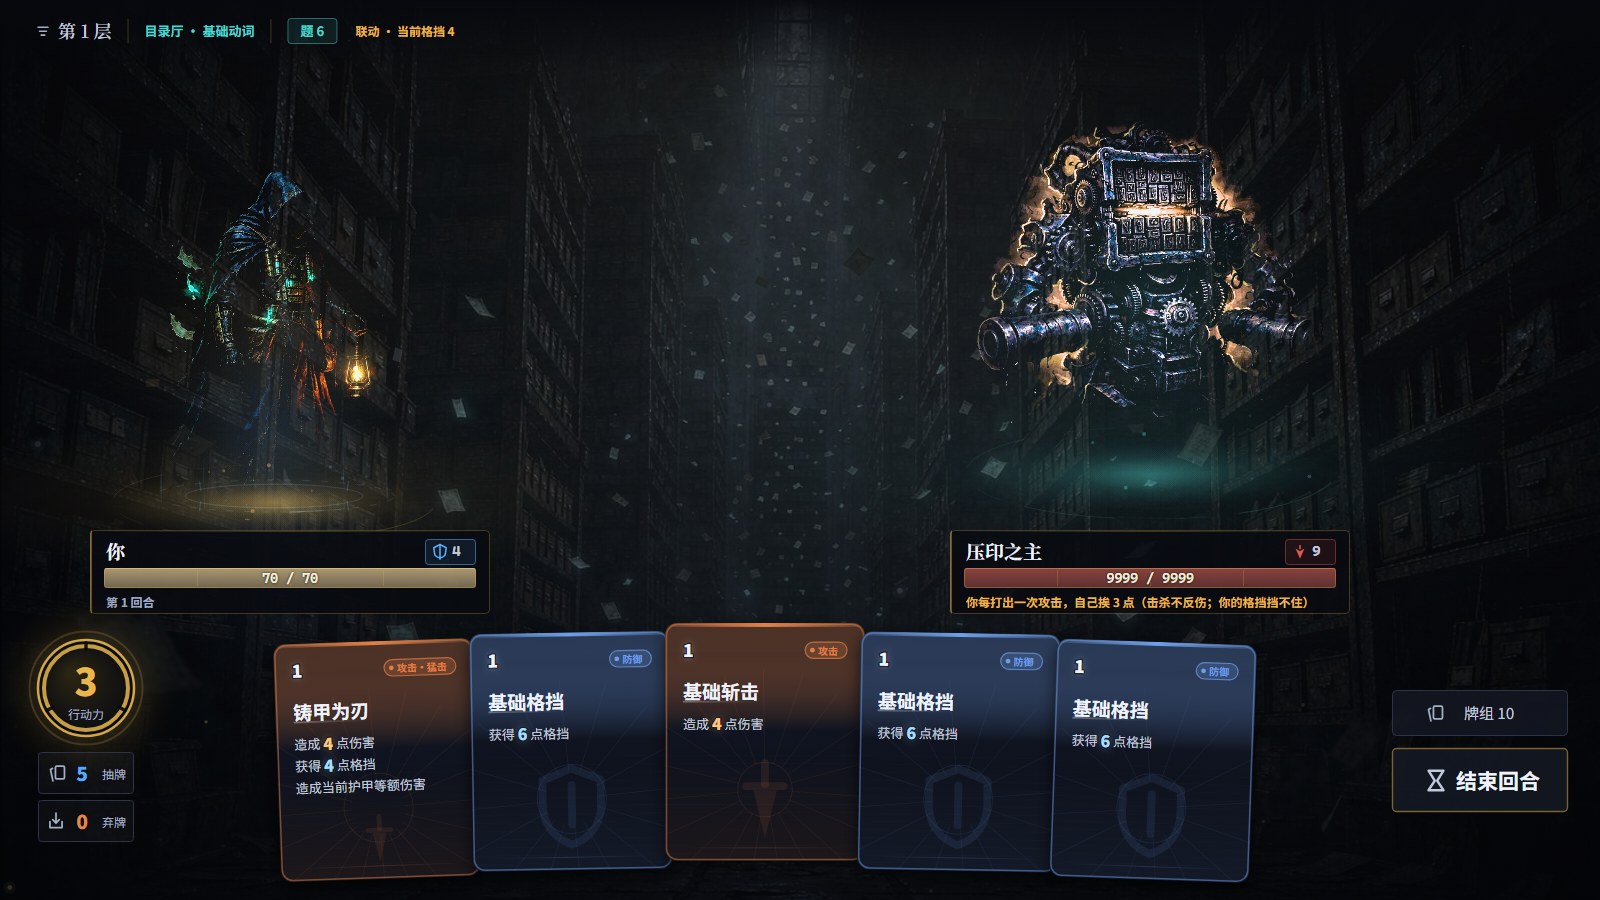 第 1 层
目录厅 · 基础动词
题 6
联动 · 当前格挡 4
你
4
70 / 70
第 1 回合
压印之主
9
9999 / 9999
你每打出一次攻击，自己挨 3 点（击杀不反伤；你的格挡挡不住）
3
行动力
5 抽牌
0 弃牌
1
攻击·猛击
铸甲为刃
造成 4 点伤害
获得 4 点格挡
造成当前护甲等额伤害
1
防御
基础格挡
获得 6 点格挡
1
攻击
基础斩击
造成 4 点伤害
1
防御
基础格挡
获得 6 点格挡
1
防御
基础格挡
获得 6 点格挡
牌组 10
结束回合